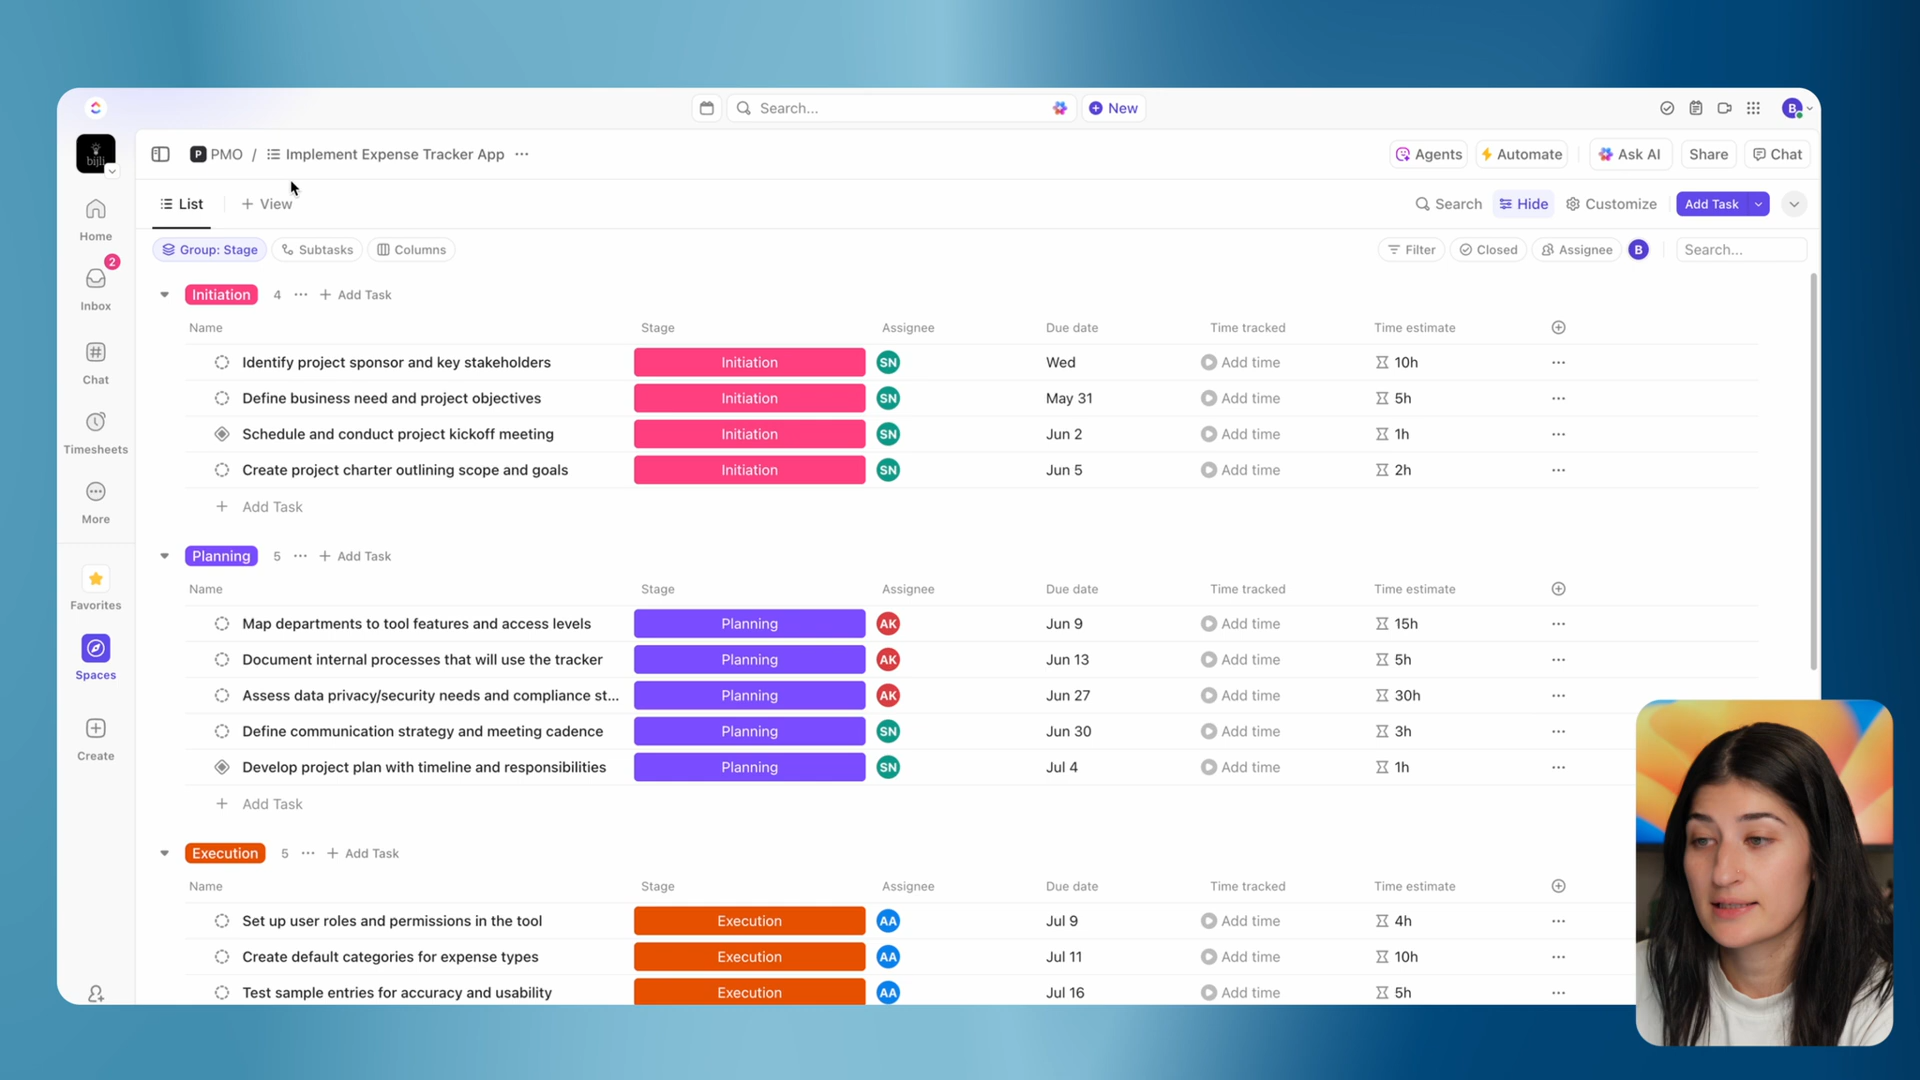 Search...
New
B
bijli
P PMO / Implement Expense Tracker App ...
Agents
Automate
Ask AI
Share
Chat
List
+ View
Search
Hide
Customize
Add Task
Group: Stage
Subtasks
Columns
Filter
Closed
Assignee
B
Search...
Home
2
Inbox
Chat
Timesheets
More
Favorites
Spaces
Create
Initiation 4 ... + Add Task
Name Stage Assignee Due date Time tracked Time estimate
Identify project sponsor and key stakeholders Initiation SN Wed Add time 10h ...
Define business need and project objectives Initiation SN May 31 Add time 5h ...
Schedule and conduct project kickoff meeting Initiation SN Jun 2 Add time 1h ...
Create project charter outlining scope and goals Initiation SN Jun 5 Add time 2h ...
+ Add Task
Planning 5 ... + Add Task
Name Stage Assignee Due date Time tracked Time estimate
Map departments to tool features and access levels Planning AK Jun 9 Add time 15h ...
Document internal processes that will use the tracker Planning AK Jun 13 Add time 5h ...
Assess data privacy/security needs and compliance st... Planning AK Jun 27 Add time 30h ...
Define communication strategy and meeting cadence Planning SN Jun 30 Add time 3h ...
Develop project plan with timeline and responsibilities Planning SN Jul 4 Add time 1h ...
+ Add Task
Execution 5 ... + Add Task
Name Stage Assignee Due date Time tracked Time estimate
Set up user roles and permissions in the tool Execution AA Jul 9 Add time 4h ...
Create default categories for expense types Execution AA Jul 11 Add time 10h ...
Test sample entries for accuracy and usability Execution AA Jul 16 Add time 5h ...